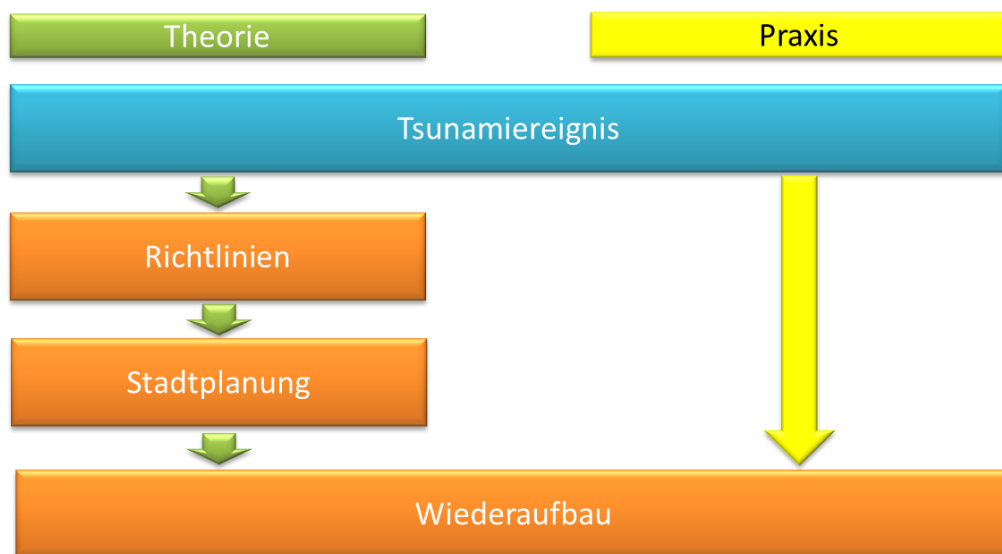 Theorie
Praxis
Tsunamiereignis
Richtlinien
Stadtplanung
Wiederaufbau